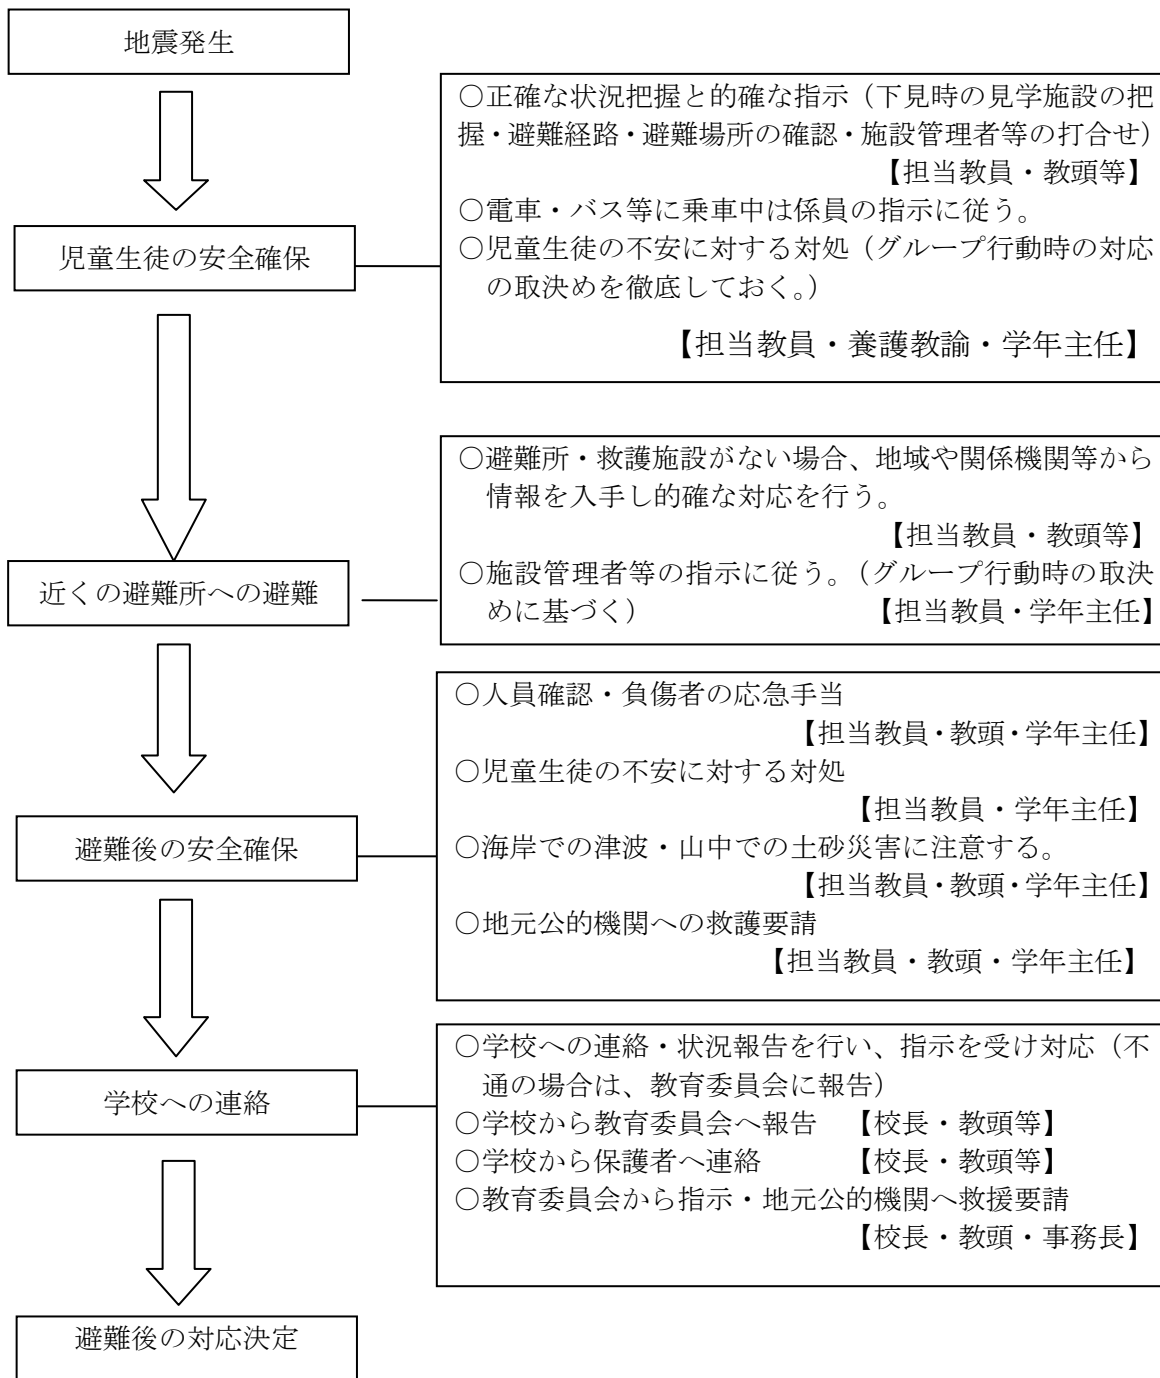 地震発生
○正確な状況把握と的確な指示（下見時の見学施設の把
握・避難経路・避難場所の確認・施設管理者等の打合せ）
【担当教員・教頭等】
○電車・バス等に乗車中は係員の指示に従う。
○児童生徒の不安に対する対処（グループ行動時の対応
の取決めを徹底しておく。）
【担当教員・養護教諭・学年主任】
児童生徒の安全確保
○避難所・救護施設がない場合、地域や関係機関等から
情報を入手し的確な対応を行う。
【担当教員・教頭等】
○施設管理者等の指示に従う。（グループ行動時の取決
めに基づく） 【担当教員・学年主任】
近くの避難所への避難
○人員確認・負傷者の応急手当
【担当教員・教頭・学年主任】
○児童生徒の不安に対する対処
【担当教員・学年主任】
○海岸での津波・山中での土砂災害に注意する。
【担当教員・教頭・学年主任】
○地元公的機関への救護要請
【担当教員・教頭・学年主任】
避難後の安全確保
○学校への連絡・状況報告を行い、指示を受け対応（不
通の場合は、教育委員会に報告）
○学校から教育委員会へ報告 【校長・教頭等】
○学校から保護者へ連絡 【校長・教頭等】
○教育委員会から指示・地元公的機関へ救援要請
【校長・教頭・事務長】
学校への連絡
避難後の対応決定